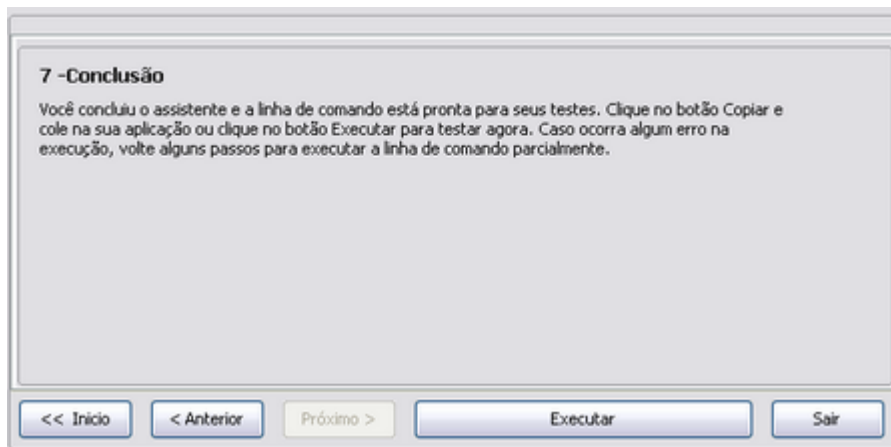 7 -Conclusão
Você concluiu o assistente e a linha de comando está pronta para seus testes. Clique no botão Copiar e
cole na sua aplicação ou clique no botão Executar para testar agora. Caso ocorra algum erro na
execução, volte alguns passos para executar a linha de comando parcialmente.
<< Inicio < Anterior Próximo > Executar Sair